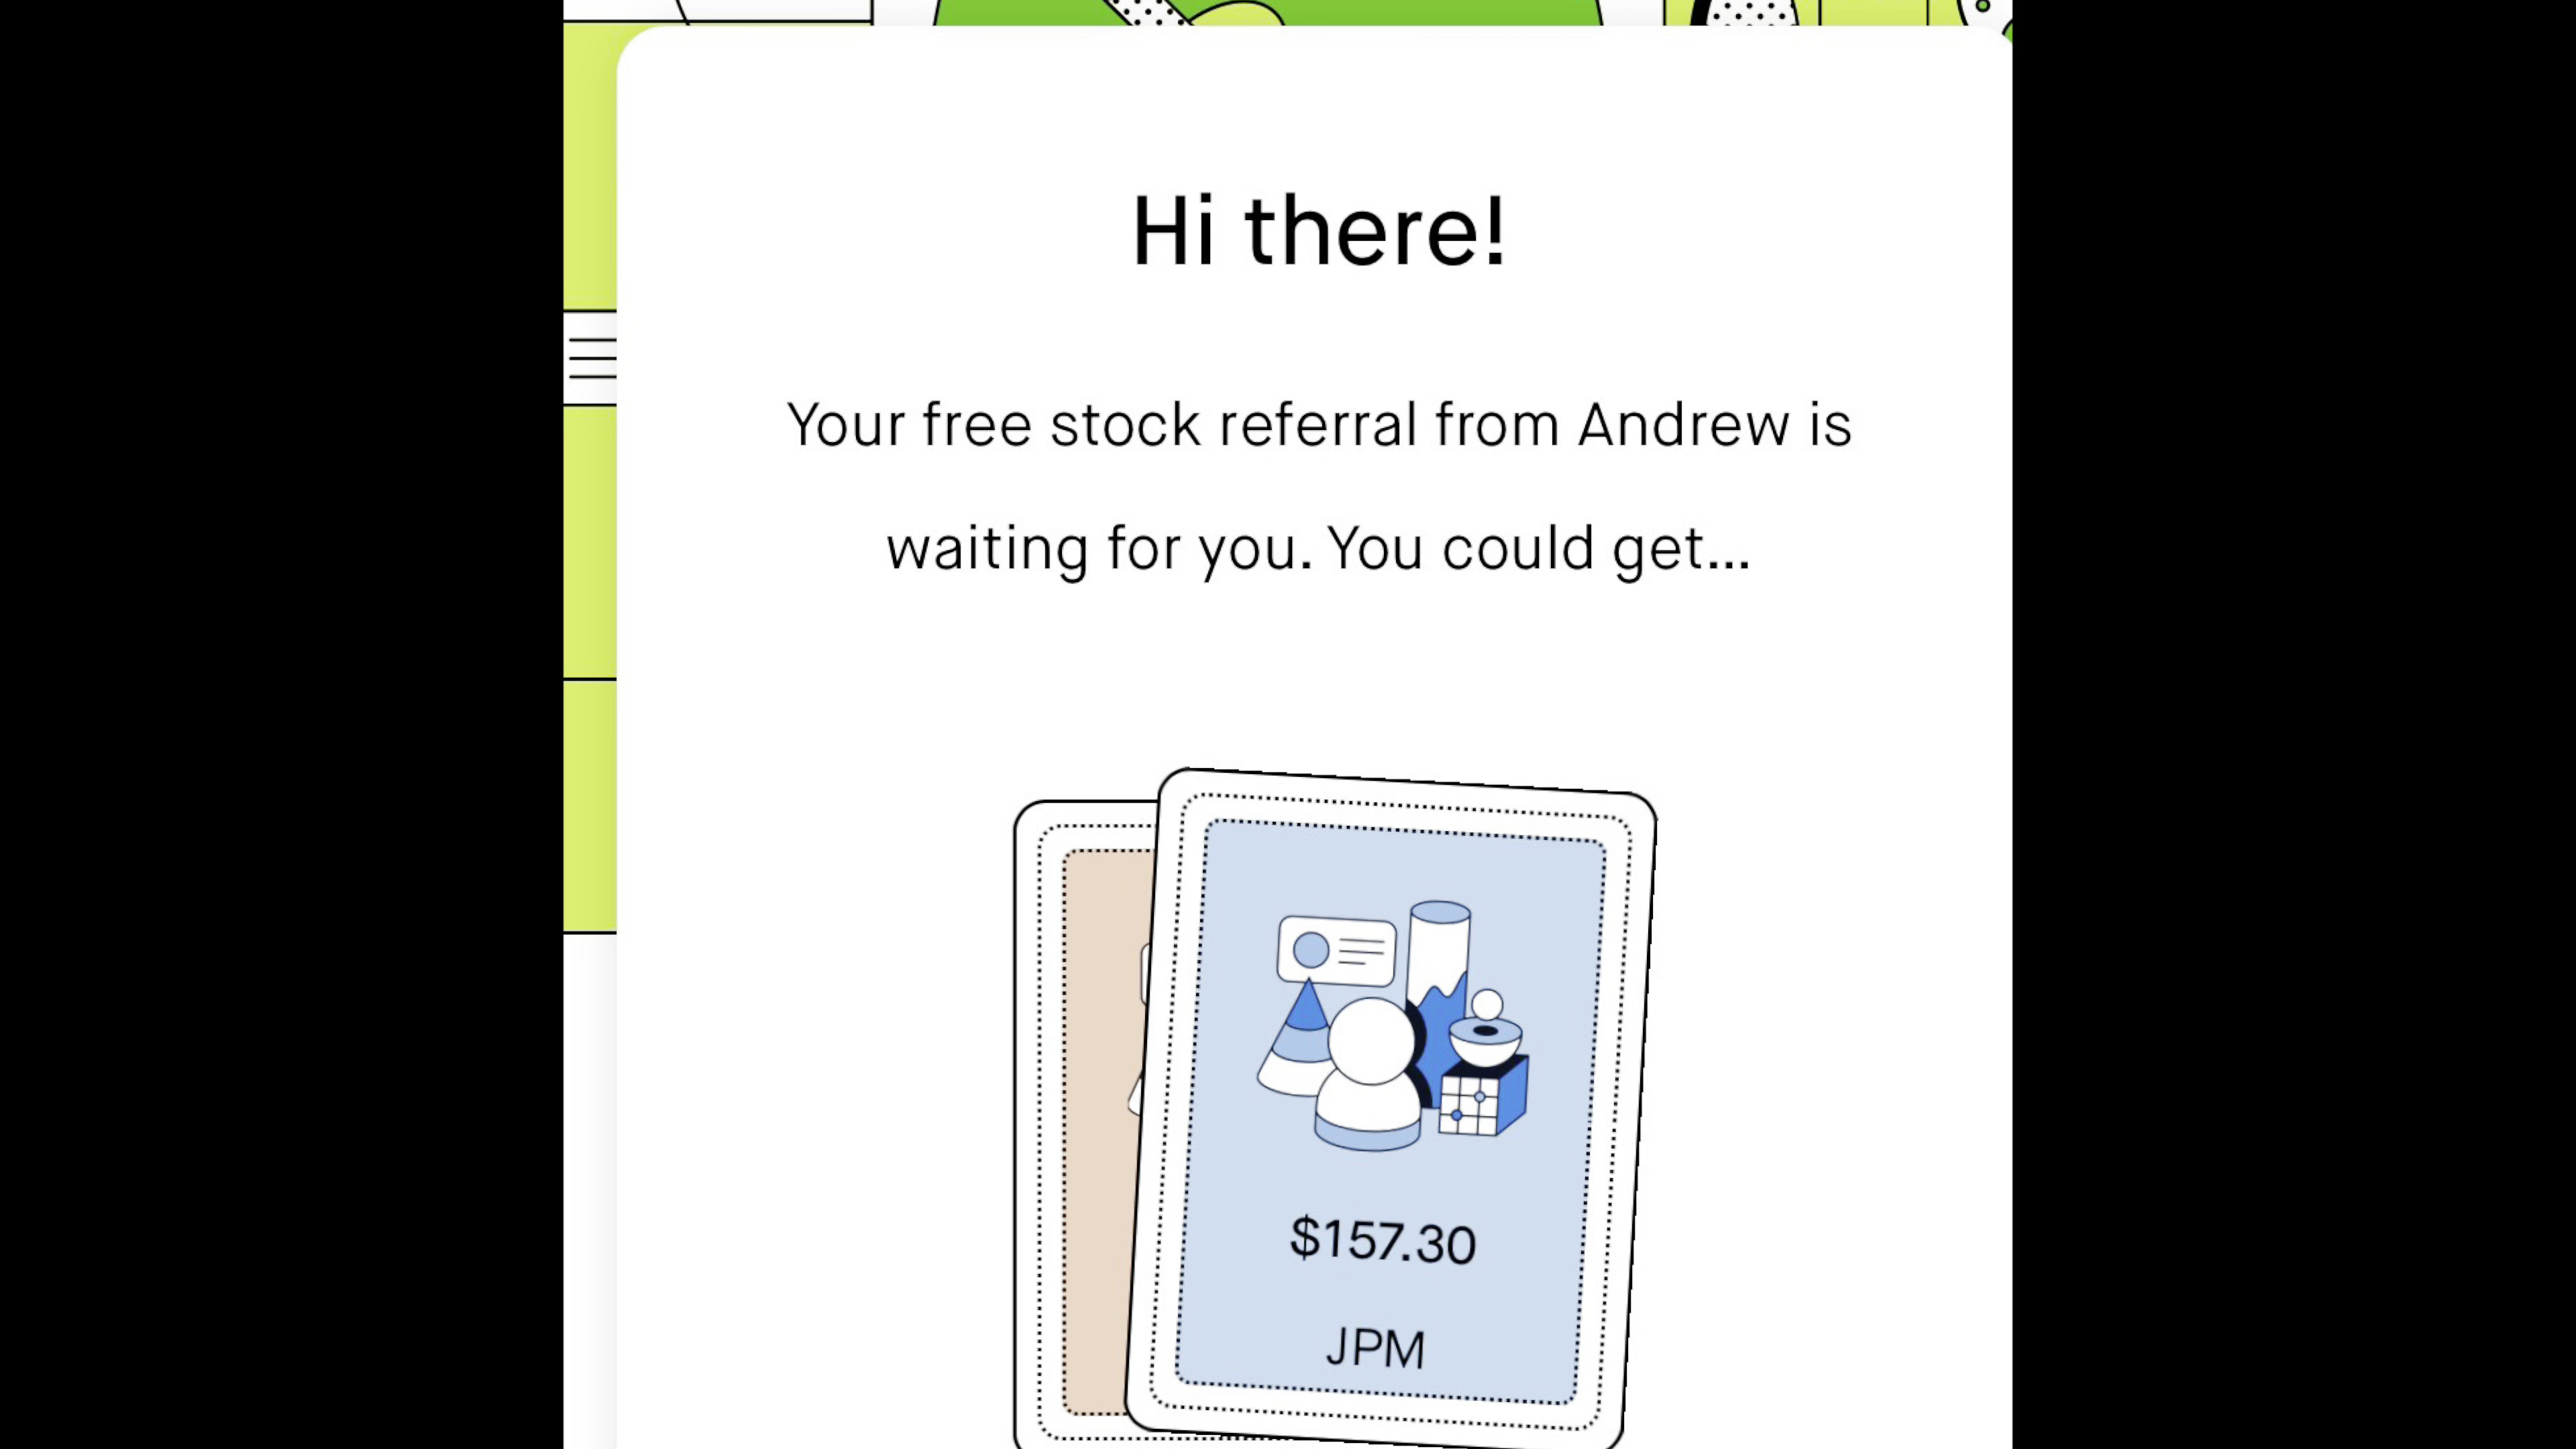 Hi there!
Your free stock referral from Andrew is
waiting for you. You could get...
$157.30
JPM